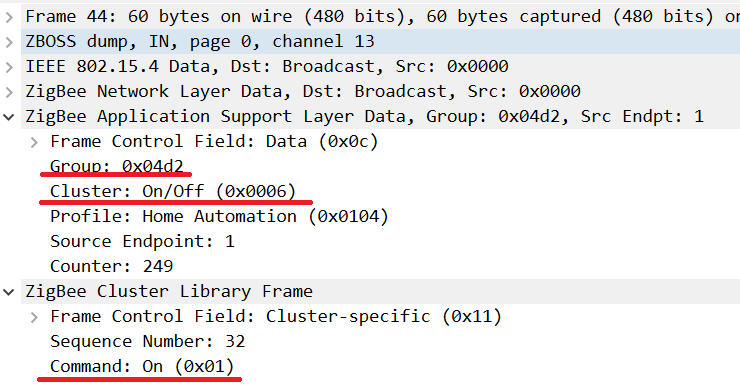 Frame 44: 60 bytes on wire (480 bits), 60 bytes captured (480 bits) on
ZBOSS dump, IN, page 0, channel 13
IEEE 802.15.4 Data, Dst: Broadcast, Src: 0x0000
ZigBee Network Layer Data, Dst: Broadcast, Src: 0x0000
ZigBee Application Support Layer Data, Group: 0x04d2, Src Endpt: 1
Frame Control Field: Data (0x0c)
Group: 0x04d2
Cluster: On/Off (0x0006)
Profile: Home Automation (0x0104)
Source Endpoint: 1
Counter: 249
ZigBee Cluster Library Frame
Frame Control Field: Cluster-specific (0x11)
Sequence Number: 32
Command: On (0x01)